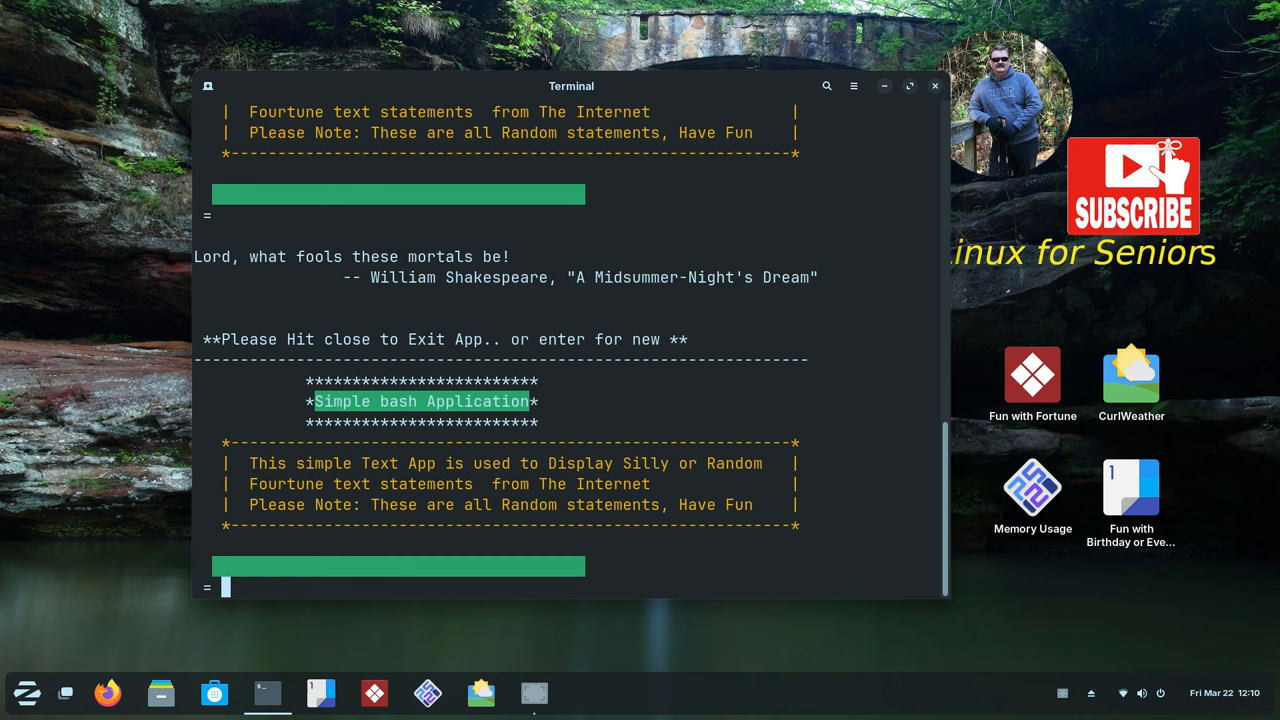 Terminal
|  Fourtune text statements  from The Internet               |
|  Please Note: These are all Random statements, Have Fun    |
*------------------------------------------------------------*
=
Lord, what fools these mortals be!
-- William Shakespeare, "A Midsummer-Night's Dream"
**Please Hit close to Exit App.. or enter for new **
------------------------------------------------------------------
*************************
*Simple bash Application*
*************************
*------------------------------------------------------------*
|  This simple Text App is used to Display Silly or Random   |
|  Fourtune text statements  from The Internet               |
|  Please Note: These are all Random statements, Have Fun    |
*------------------------------------------------------------*
=
SUBSCRIBE
inux for Seniors
Fun with Fortune
CurlWeather
1
Memory Usage
Fun with
Birthday or Eve...
1
Fri Mar 22 12:10